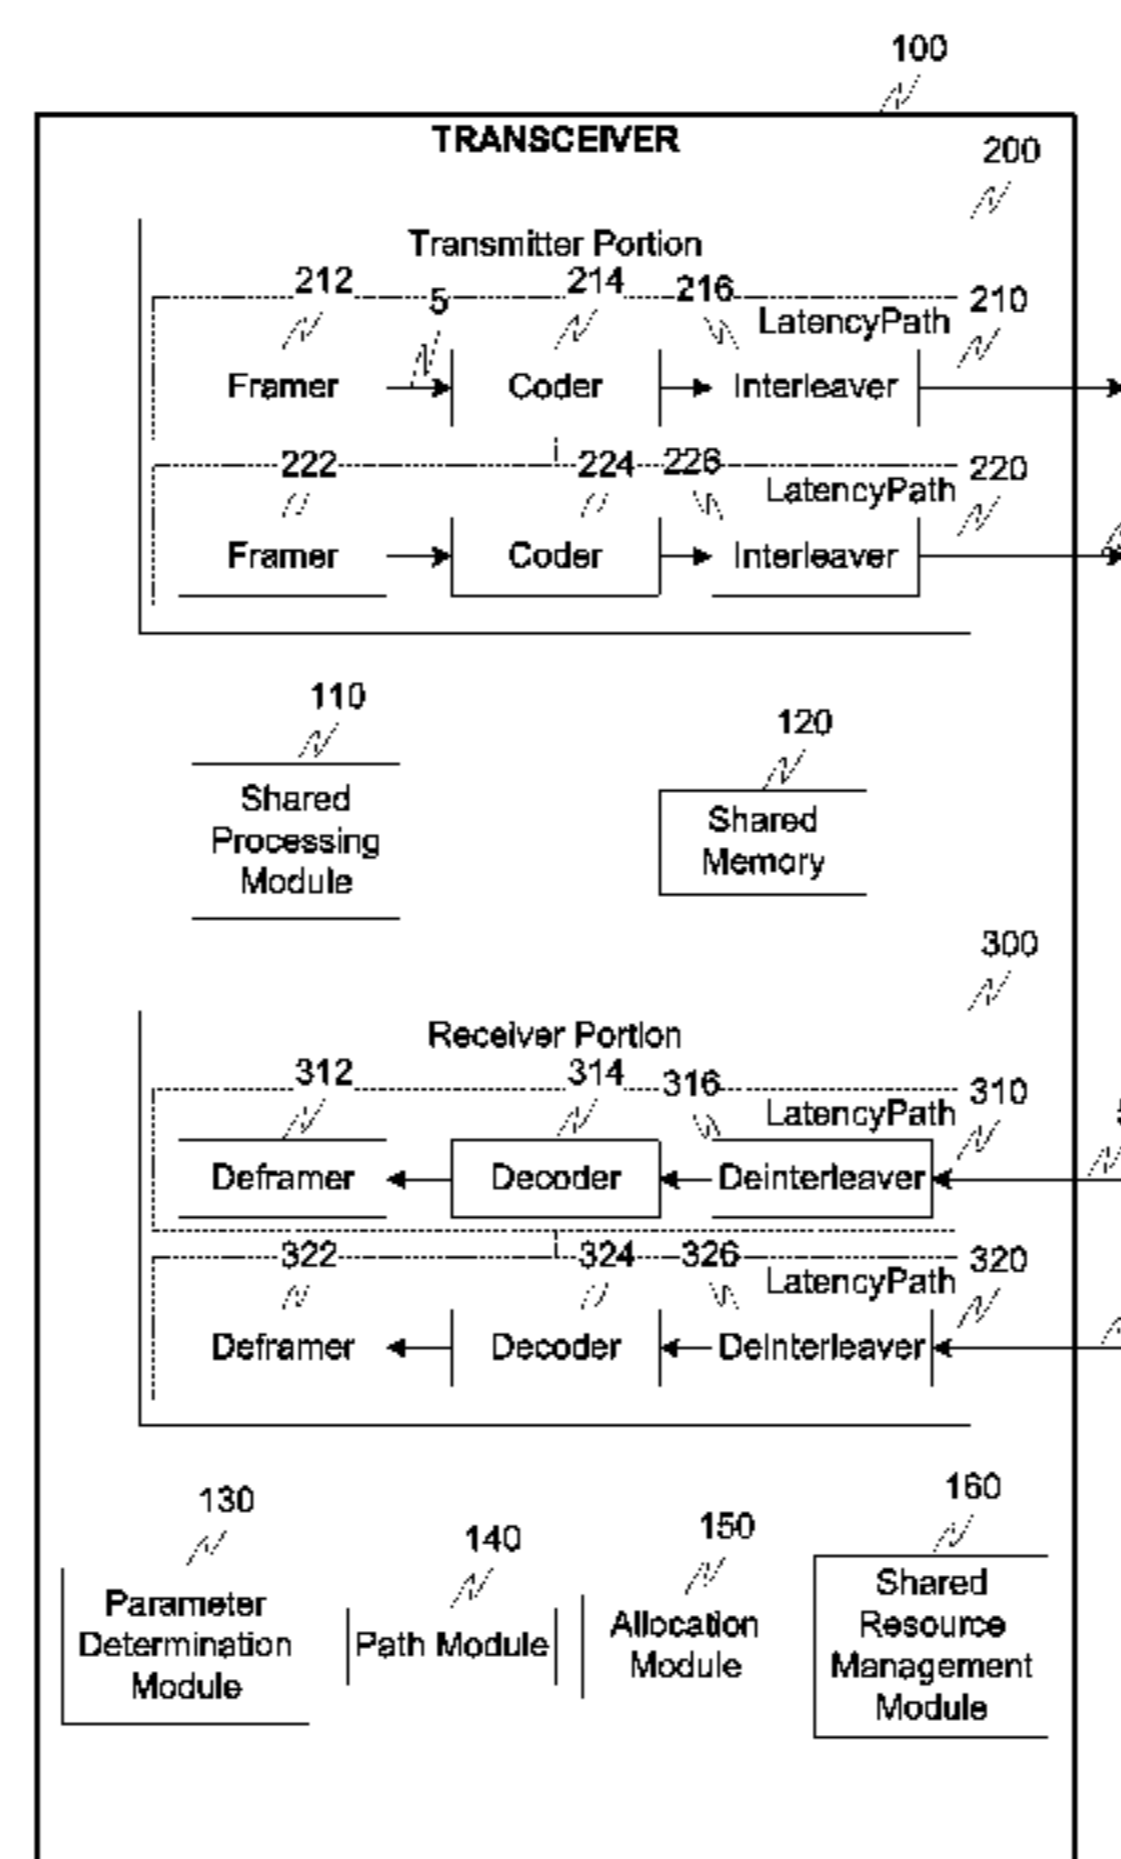 100
TRANSCEIVER
200
Transmitter Portion
212 5 214 216 210
LatencyPath
Framer Coder Interleaver
222 224 226 220
LatencyPath
Framer Coder Interleaver
110
120
Shared Processing Module
Shared Memory
300
Receiver Portion
312 314 316 310
LatencyPath
Deframer Decoder Deinterleaver
322 324 326 320
LatencyPath
Deframer Decoder Deinterleaver
130 140 150 160
Parameter
Determination
Module
Path Module
Allocation
Module
Shared
Resource
Management
Module